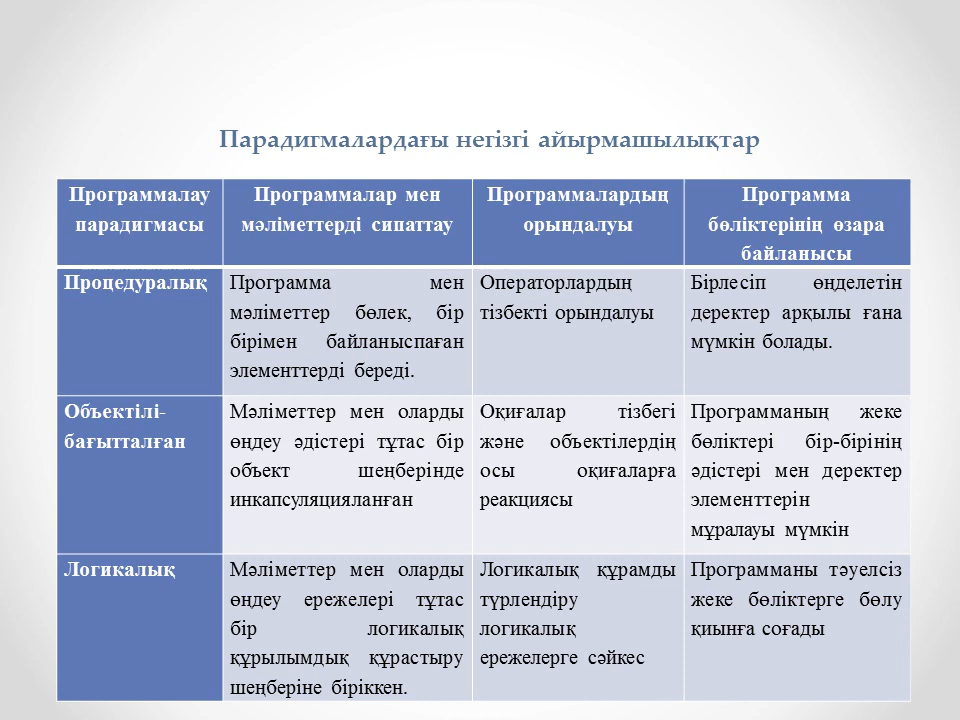 Парадигмалардағы негізгі айырмашылықтар
Программалау
парадигмасы
Программалар мен
мәліметтерді сипаттау
Программалардың
орындалуы
Программа
бөліктерінің өзара
байланысы
Процедуралық
Программа мен
мәліметтер бөлек, бір
бірімен байланыспаған
элементтерді береді.
Операторлардың
тізбекті орындалуы
Бірлесіп өңделетін
деректер арқылы ғана
мүмкін болады.
Объектілі-
бағытталған
Мәліметтер мен оларды
өңдеу әдістері тұтас бір
объект шеңберінде
инкапсуляцияланған
Оқиғалар тізбегі
және объектілердің
осы оқиғаларға
реакциясы
Программаның жеке
бөліктері бір-бірінің
әдістері мен деректер
элементтерін
мұралауы мүмкін
Логикалық
Мәліметтер мен оларды
өңдеу ережелері тұтас
бір логикалық
құрылымдық құрастыру
шеңберіне біріккен.
Логикалық құрамды
түрлендіру
логикалық
ережелерге сәйкес
Программаны тәуелсіз
жеке бөліктерге бөлу
қиынға соғады